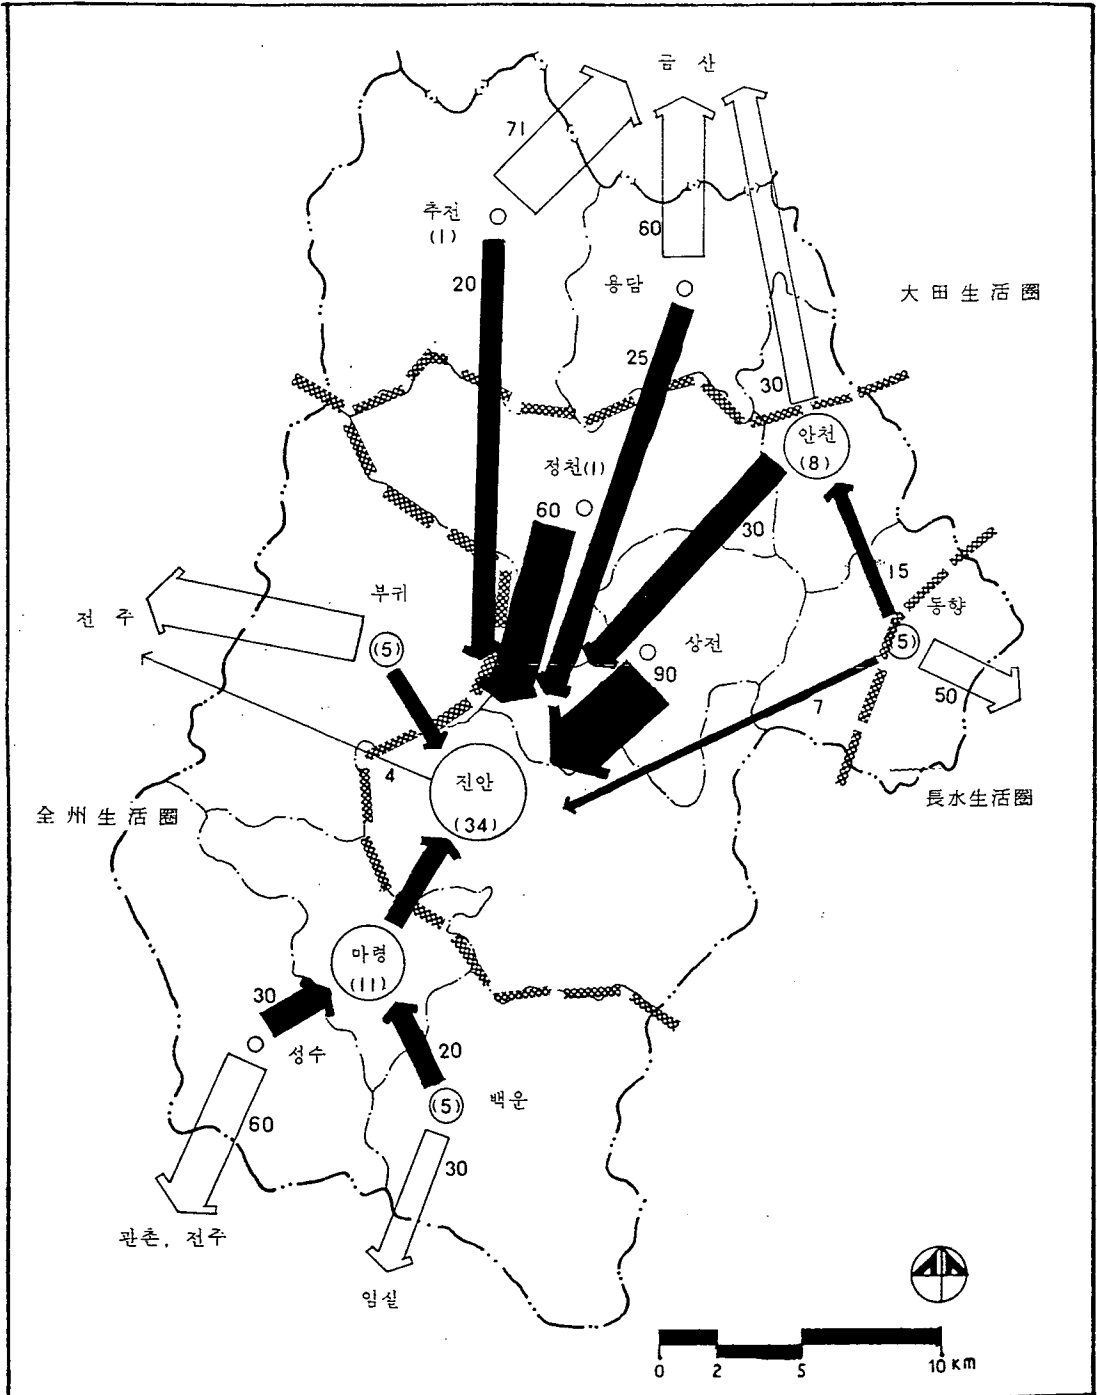 금 산
71
추전
(1)
60
20
용담
大田生活圈
25
30
안천
(8)
정천(1)
60
30
15
부귀
동향
전 주
(5)
상전
(5)
90
50
7
4
진안
(34)
長水生活圈
全州生活圈
마령
(11)
30
성수
20
(5)
백운
60
30
관촌, 전주
임실
0 2 5 10 KM